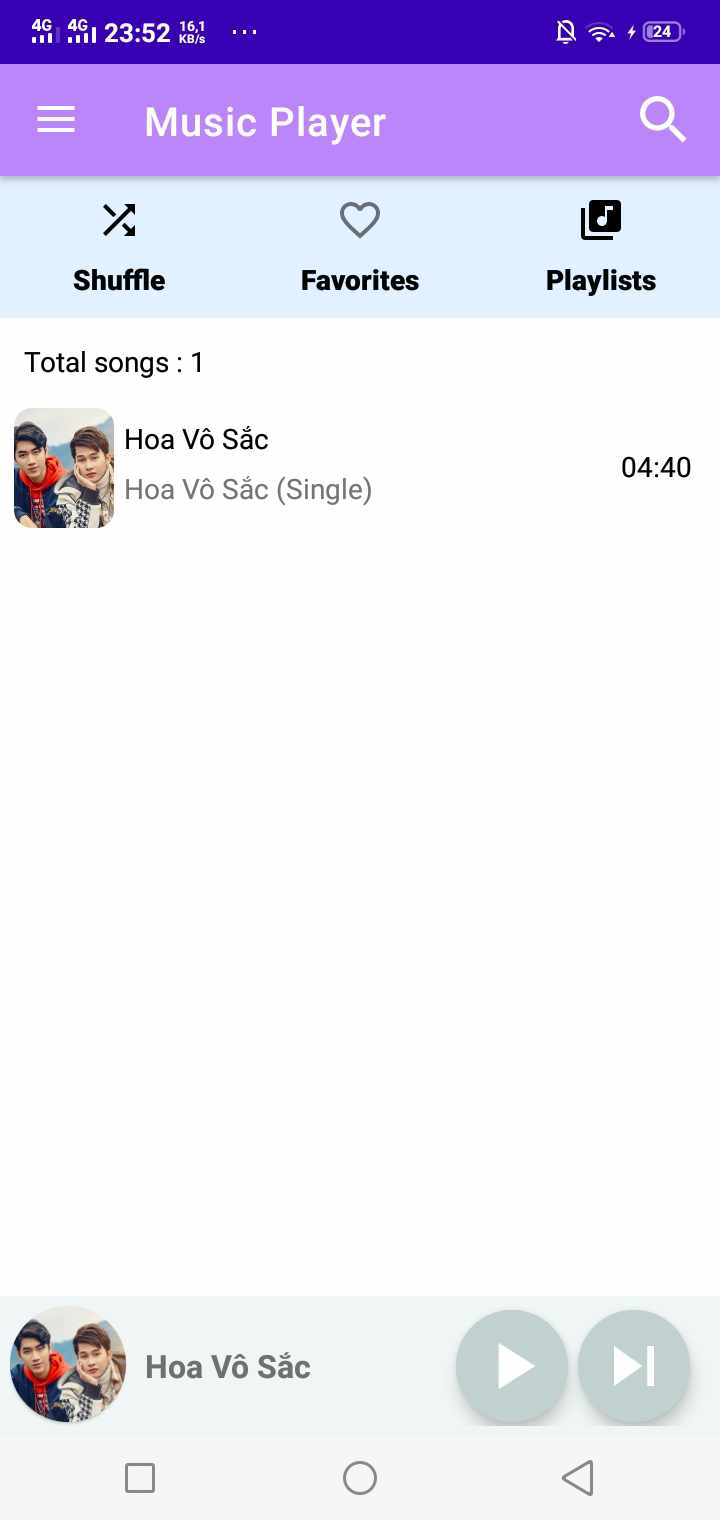 4G 4G 23:52 16,1 KB/s ... 24
Music Player
Shuffle Favorites Playlists
Total songs : 1
Hoa Vô Sắc
04:40
Hoa Vô Sắc (Single)
Hoa Vô Sắc